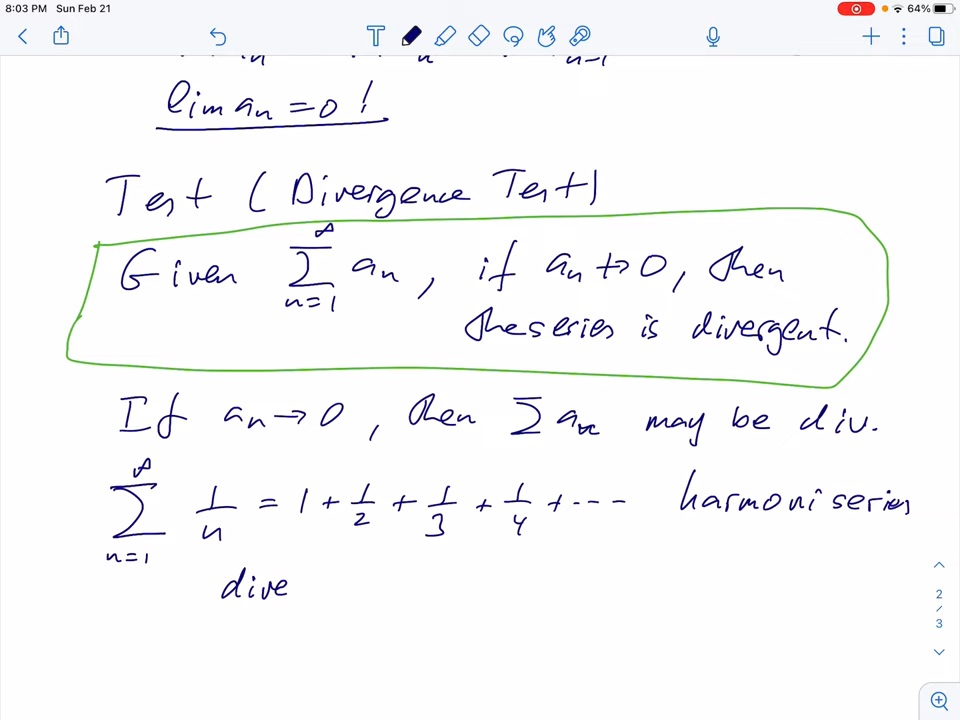 8:03 PM Sun Feb 21
64%
n n n-1
lim aₙ = 0 !
Test ( Divergence Test )
Given ∑_{n=1}^{∞} aₙ , if aₙ ↛ 0 , then
the series is divergent.
If aₙ → 0 , then ∑ aₙ may be div.
∑_{n=1}^{∞} 1/n = 1 + 1/2 + 1/3 + 1/4 + ··· harmoni series
dive
2
/
3